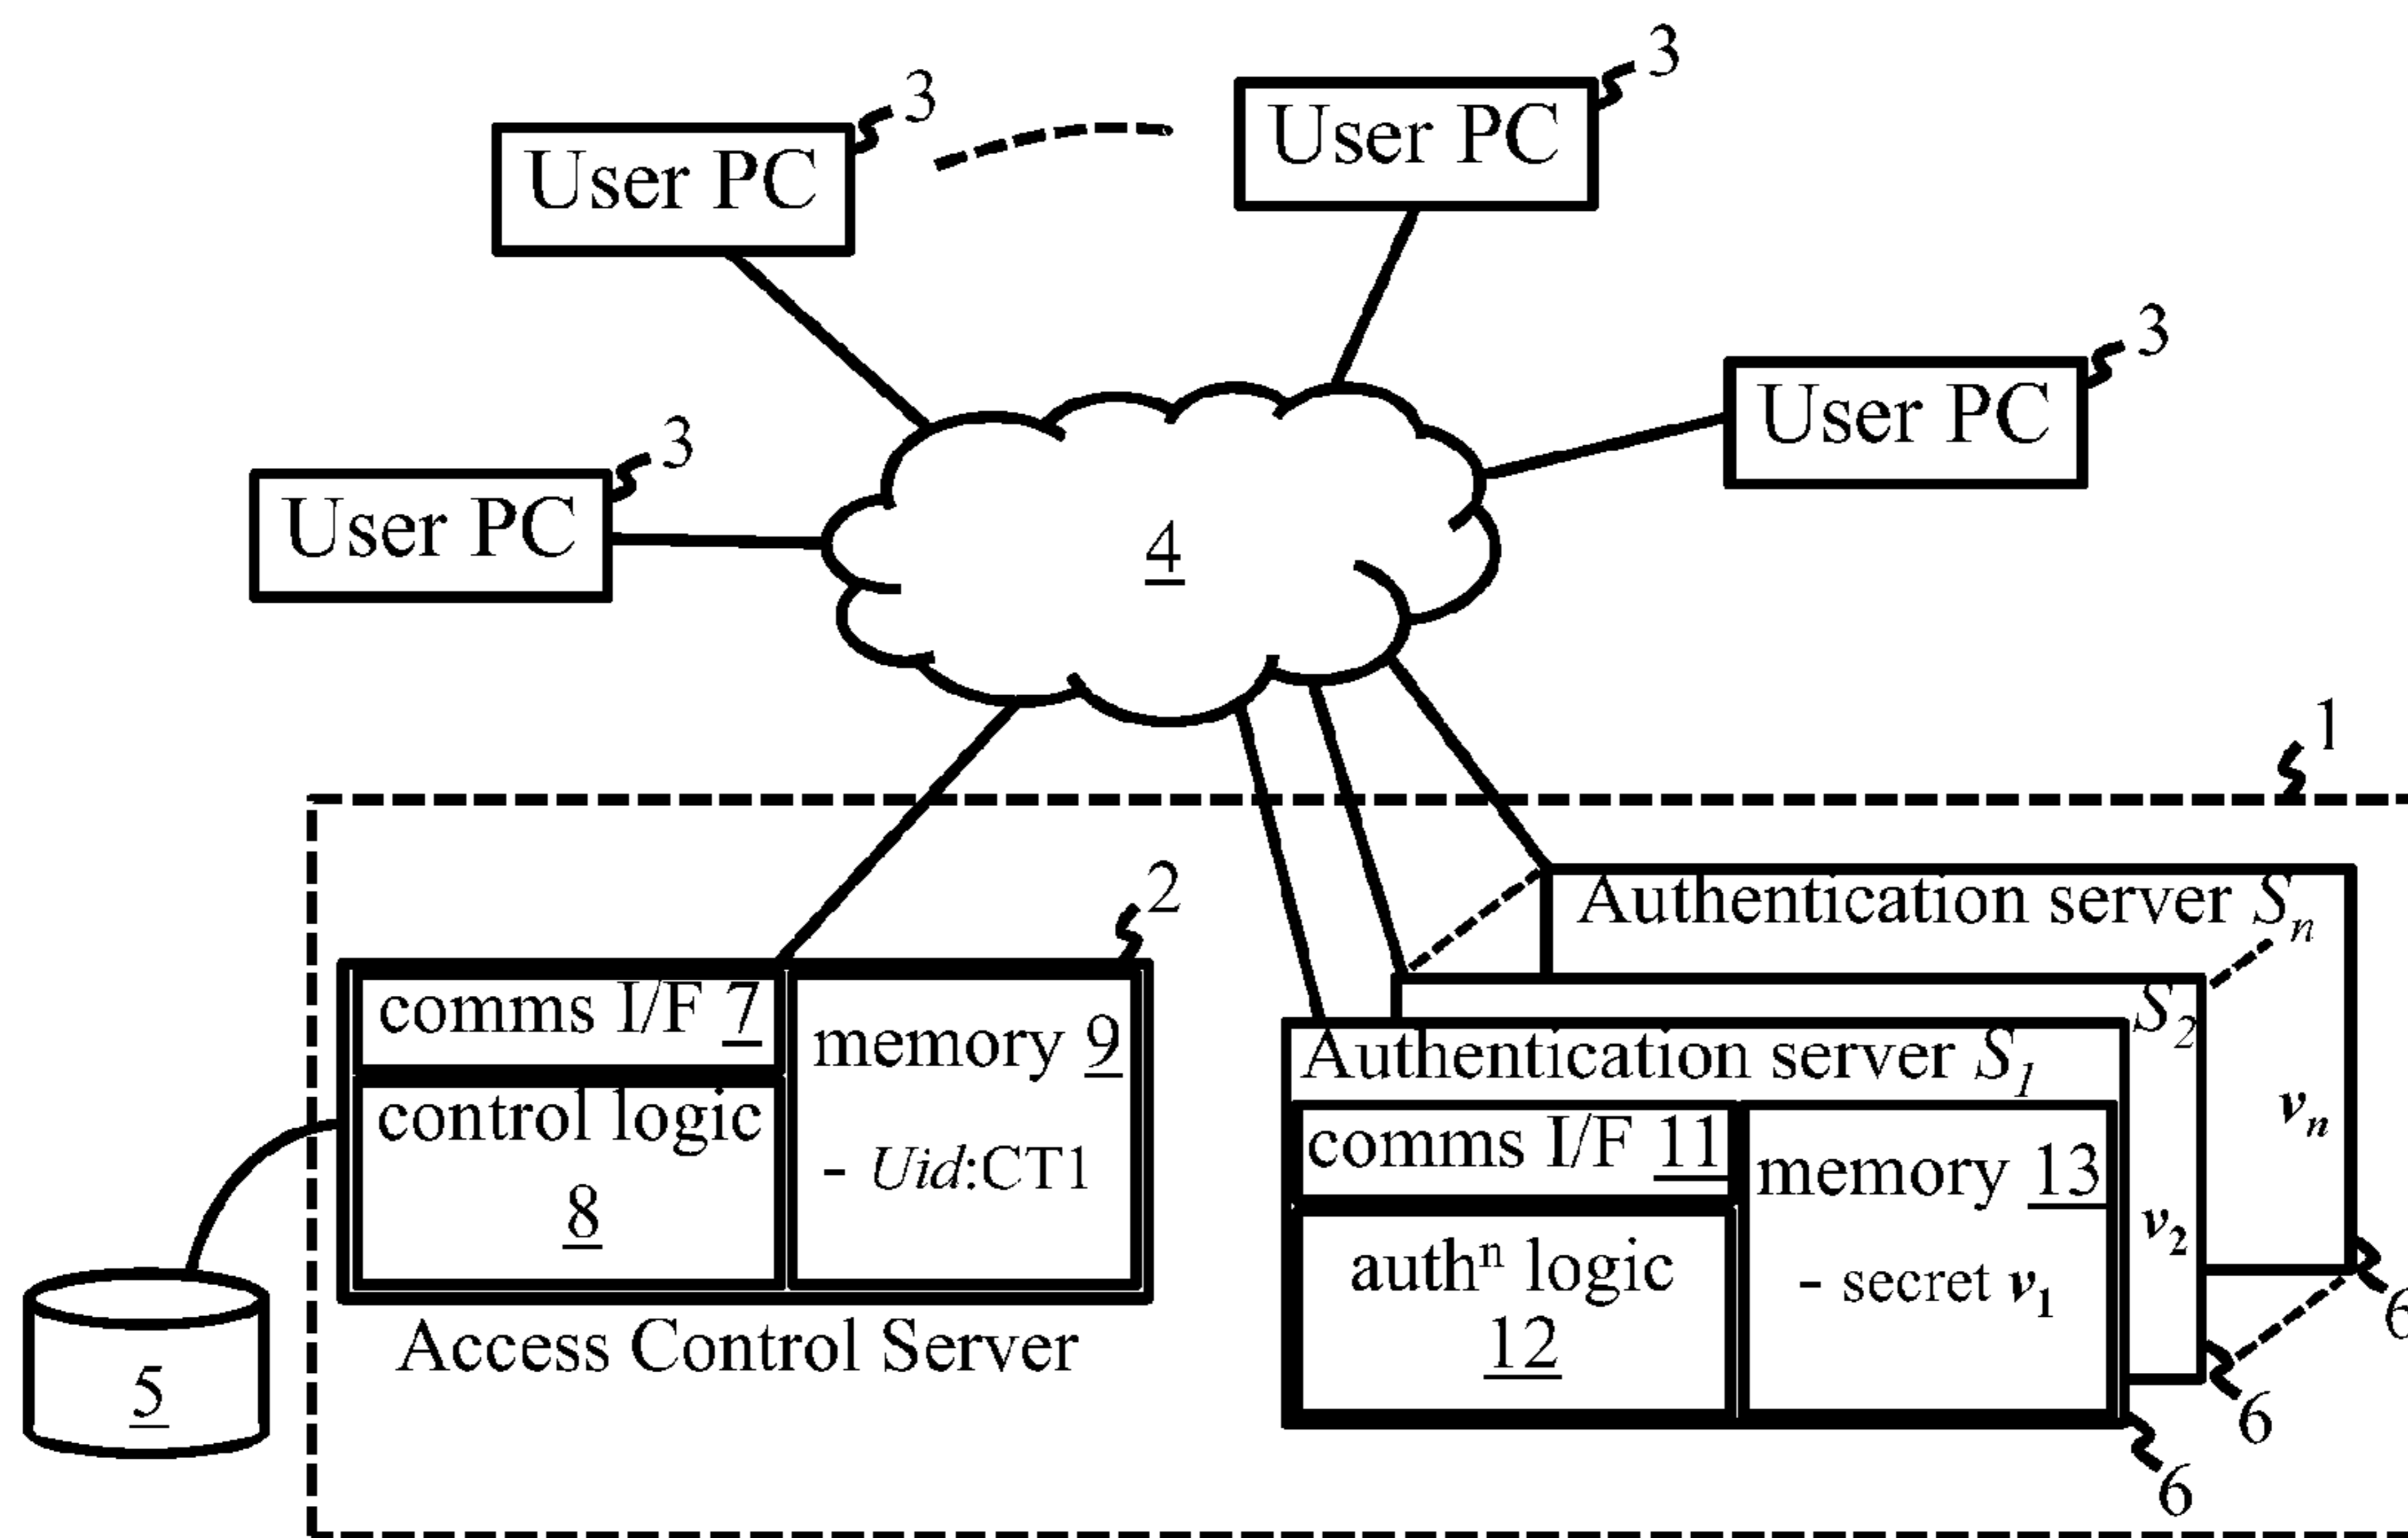 3
3
User PC
User PC
3
User PC
3
User PC
4
1
2
Authentication server Sn
comms I/F 7
memory 9
S2
Authentication server S1
control logic
8
- Uid:CT1
vn
comms I/F 11
memory 13
v2
authⁿ logic
12
- secret v1
Access Control Server
5
6
6
6